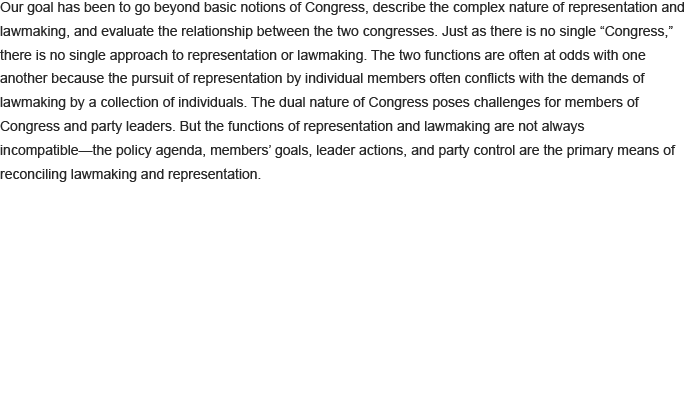 Our goal has been to go beyond basic notions of Congress, describe the complex nature of representation and
lawmaking, and evaluate the relationship between the two congresses. Just as there is no single “Congress,”
there is no single approach to representation or lawmaking. The two functions are often at odds with one
another because the pursuit of representation by individual members often conflicts with the demands of
lawmaking by a collection of individuals. The dual nature of Congress poses challenges for members of
Congress and party leaders. But the functions of representation and lawmaking are not always
incompatible—the policy agenda, members’ goals, leader actions, and party control are the primary means of
reconciling lawmaking and representation.